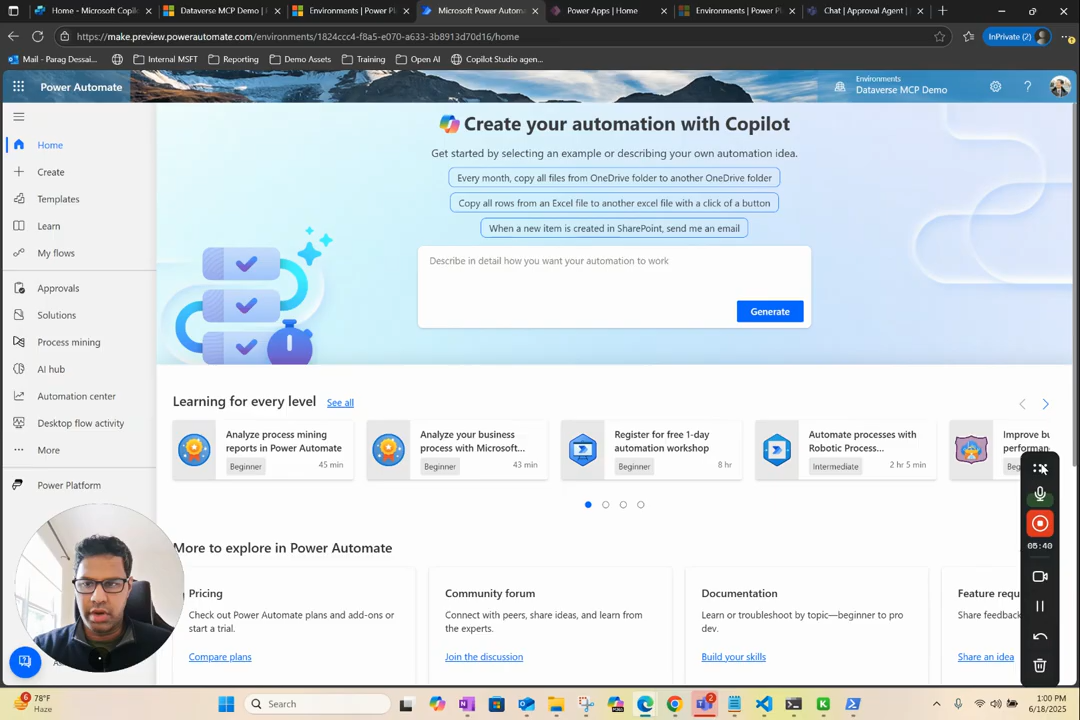 Home - Microsoft Copil
Dataverse MCP Demo |
Environments | Power Pl
Microsoft Power Automa
Power Apps | Home
Environments | Power P
Chat | Approval Agent |
https://make.preview.powerautomate.com/environments/1824ccc4-f8a5-e070-a633-3b8913d70d16/home
InPrivate (2)
Mail - Parag Dessai...
Internal MSFT
Reporting
Demo Assets
Training
Open AI
Copilot Studio agen...
Power Automate
Environments
Dataverse MCP Demo
Home
Create
Templates
Learn
My flows
Approvals
Solutions
Process mining
AI hub
Automation center
Desktop flow activity
More
Power Platform
Create your automation with Copilot
Get started by selecting an example or describing your own automation idea.
Every month, copy all files from OneDrive folder to another OneDrive folder
Copy all rows from an Excel file to another excel file with a click of a button
When a new item is created in SharePoint, send me an email
Describe in detail how you want your automation to work
Generate
Learning for every level
See all
Analyze process mining
reports in Power Automate
Beginner
45 min
Analyze your business
process with Microsoft...
Beginner
43 min
Register for free 1-day
automation workshop
Beginner
8 hr
Automate processes with
Robotic Process...
Intermediate
2 hr 5 min
Improve bu
performan
Beg
05:40
More to explore in Power Automate
Pricing
Check out Power Automate plans and add-ons or
start a trial.
Compare plans
Community forum
Connect with peers, share ideas, and learn from
the experts.
Join the discussion
Documentation
Learn or troubleshoot by topic—beginner to pro
dev.
Build your skills
Feature requ
Share feedback
Share an idea
6
78°F
Haze
Search
2
1:00 PM
6/18/2025